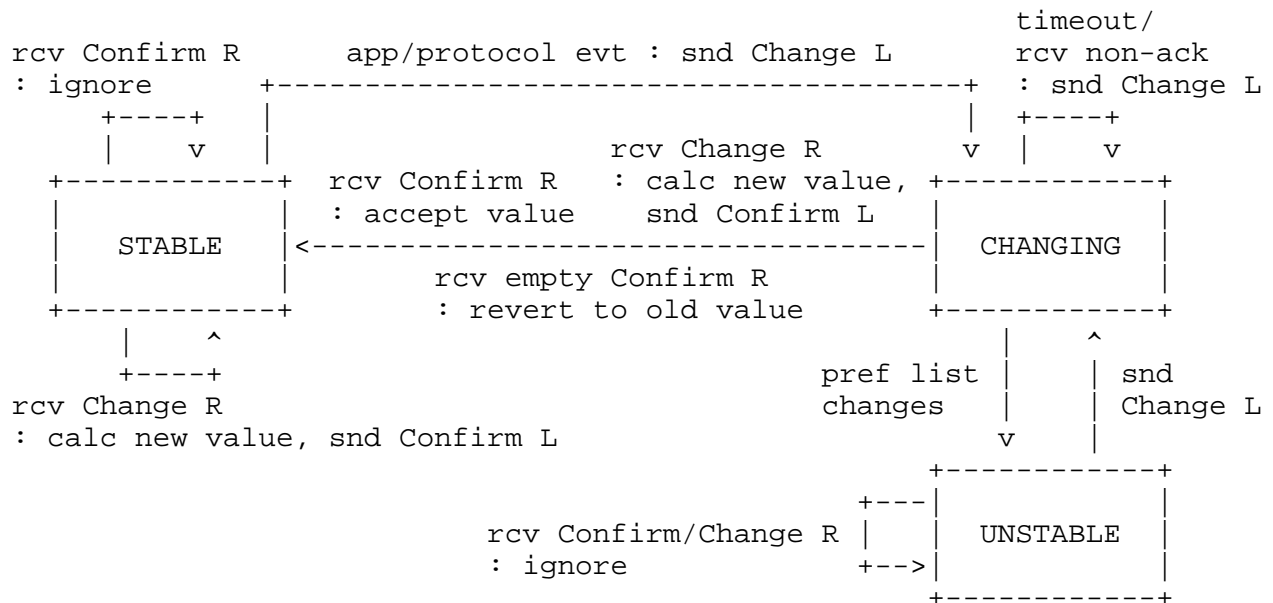 timeout/
rcv Confirm R app/protocol evt : snd Change L rcv non-ack
: ignore : snd Change L
rcv Change R
rcv Confirm R : calc new value,
: accept value snd Confirm L
STABLE CHANGING
rcv empty Confirm R
: revert to old value
pref list snd
rcv Change R changes Change L
: calc new value, snd Confirm L
rcv Confirm/Change R UNSTABLE
: ignore